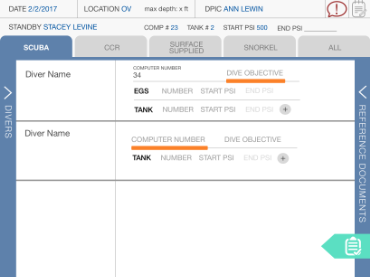 DATE 2/2/2017 LOCATION OV max depth: x ft DPIC ANN LEWIN
STANDBY STACEY LEVINE COMP # 23 TANK # 2 START PSI 500 END PSI ________
SCUBA CCR SURFACE SUPPLIED SNORKEL ALL
DIVERS
REFERENCE DOCUMENTS
Diver Name
COMPUTER NUMBER
34 DIVE OBJECTIVE
EGS NUMBER START PSI END PSI
TANK NUMBER START PSI END PSI +
Diver Name
COMPUTER NUMBER DIVE OBJECTIVE
TANK NUMBER START PSI END PSI +